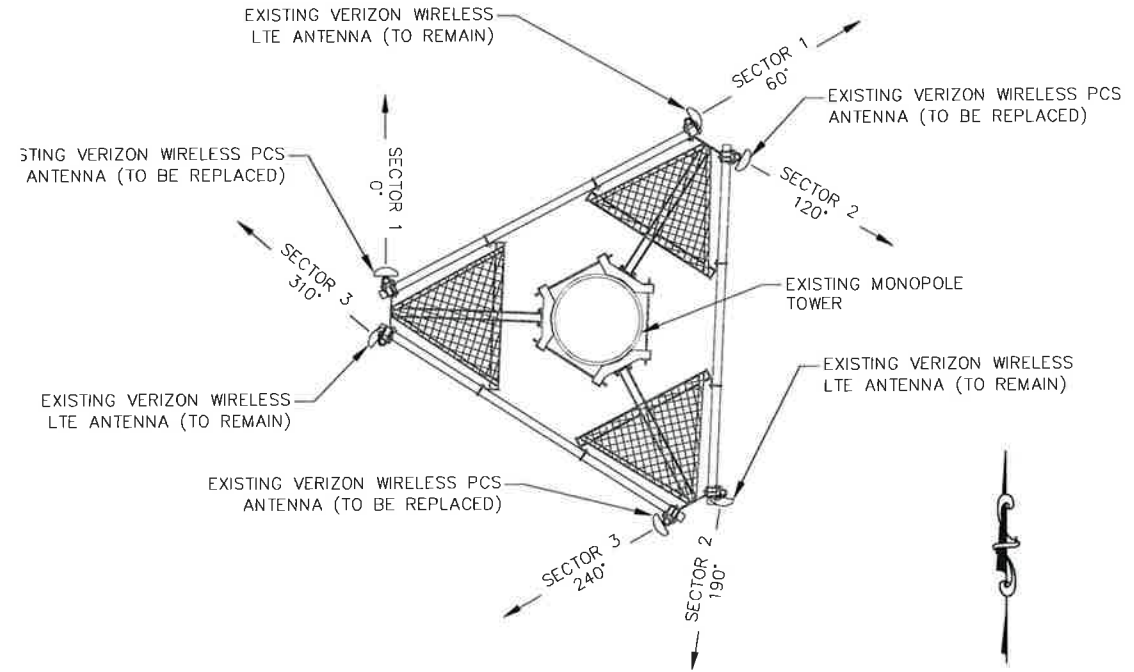 EXISTING VERIZON WIRELESS
LTE ANTENNA (TO REMAIN)
SECTOR 1
60°
EXISTING VERIZON WIRELESS PCS
ANTENNA (TO BE REPLACED)
STING VERIZON WIRELESS PCS
ANTENNA (TO BE REPLACED)
SECTOR 1
0°
SECTOR 2
120°
SECTOR 3
310°
EXISTING MONOPOLE
TOWER
EXISTING VERIZON WIRELESS
LTE ANTENNA (TO REMAIN)
EXISTING VERIZON WIRELESS
LTE ANTENNA (TO REMAIN)
EXISTING VERIZON WIRELESS PCS
ANTENNA (TO BE REPLACED)
SECTOR 3
240°
SECTOR 2
190°